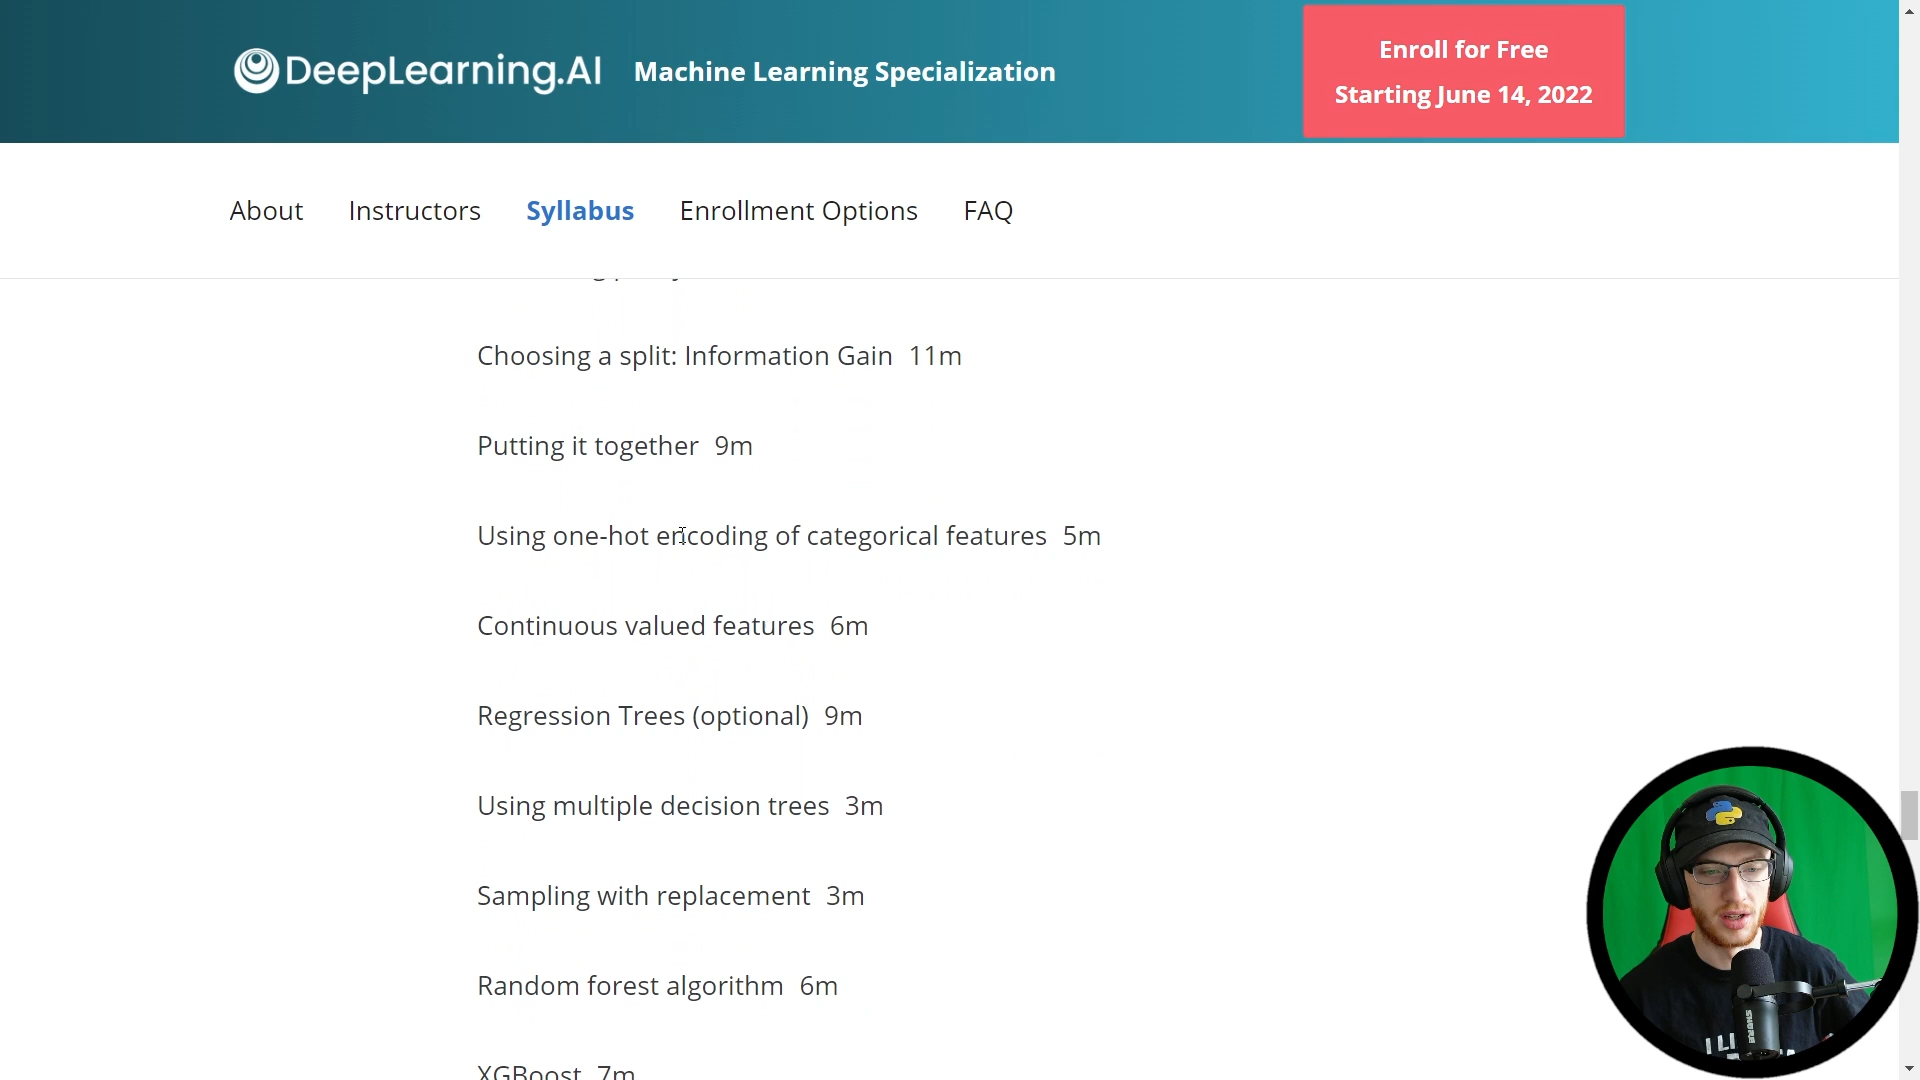 DeepLearning.AI
Machine Learning Specialization
Enroll for Free
Starting June 14, 2022
About
Instructors
Syllabus
Enrollment Options
FAQ
Choosing a split: Information Gain 11m
Putting it together 9m
Using one-hot encoding of categorical features 5m
Continuous valued features 6m
Regression Trees (optional) 9m
Using multiple decision trees 3m
Sampling with replacement 3m
Random forest algorithm 6m
XGBoost 7m
SHURE